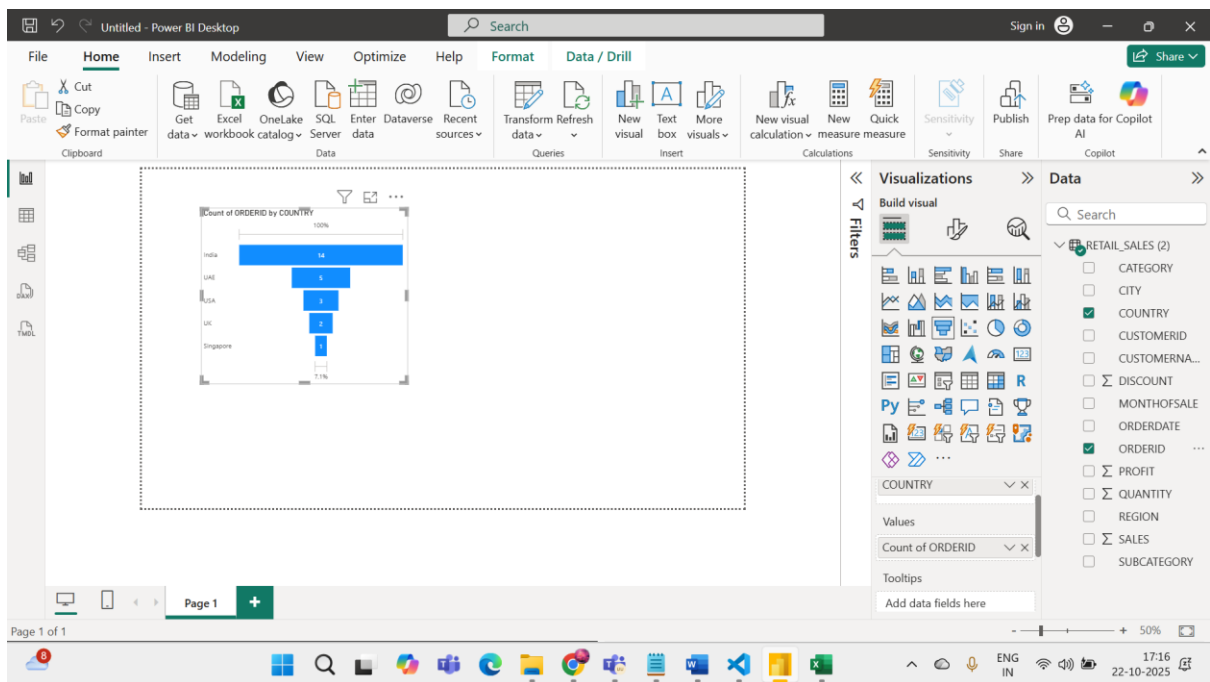 Untitled - Power BI Desktop
Search
Sign in
File Home Insert Modeling View Optimize Help Format Data / Drill
Share
Paste
Cut
Copy
Format painter
Get data
Excel workbook
OneLake catalog
SQL Server
Enter data
Dataverse
Recent sources
Transform data
Refresh
New visual
Text box
More visuals
New visual calculation
New measure
Quick measure
Sensitivity
Publish
Prep data for AI
Copilot
Clipboard Data Queries Insert Calculations Sensitivity Share Copilot
DAX
TMDL
Count of ORDERID by COUNTRY
100%
India 14
UAE 5
USA 3
UK 2
Singapore 1
7.1%
Filters
Visualizations
Build visual
123
R
Py
123
COUNTRY
Values
Count of ORDERID
Tooltips
Add data fields here
Data
Search
RETAIL_SALES (2)
CATEGORY
CITY
COUNTRY
CUSTOMERID
CUSTOMERNA...
DISCOUNT
MONTHOFSALE
ORDERDATE
ORDERID
PROFIT
QUANTITY
REGION
SALES
SUBCATEGORY
Page 1
Page 1 of 1
50%
8
ENG
IN
17:16
22-10-2025